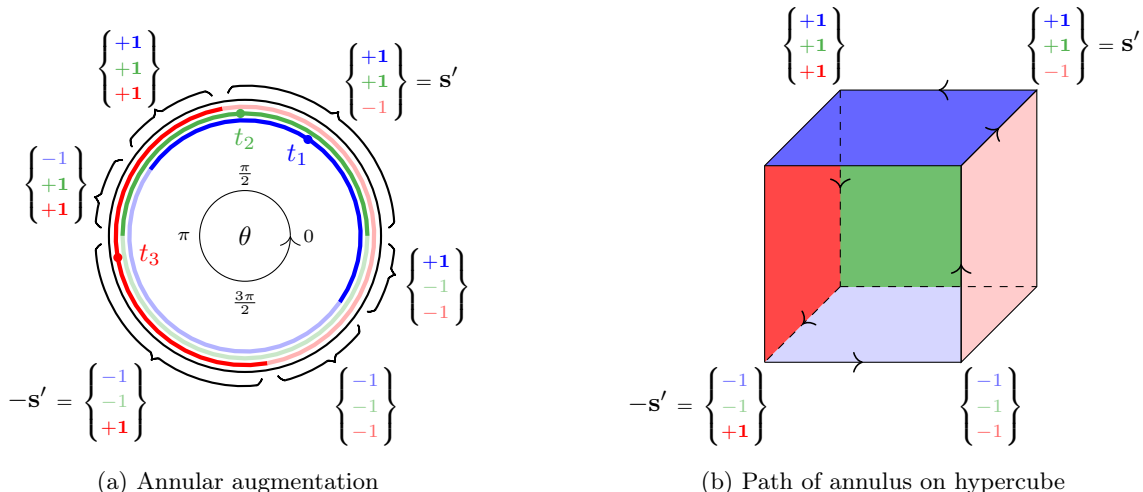 +1
+1
+1
+1
+1 = s′
-1
t₂
t₁
-1
+1
+1
π/2
π
θ
0
t₃
3π/2
+1
-1
-1
-1
−s′ = -1
+1
-1
-1
-1
(a) Annular augmentation
+1
+1
+1
+1
+1 = s′
-1
-1
−s′ = -1
+1
-1
-1
-1
(b) Path of annulus on hypercube